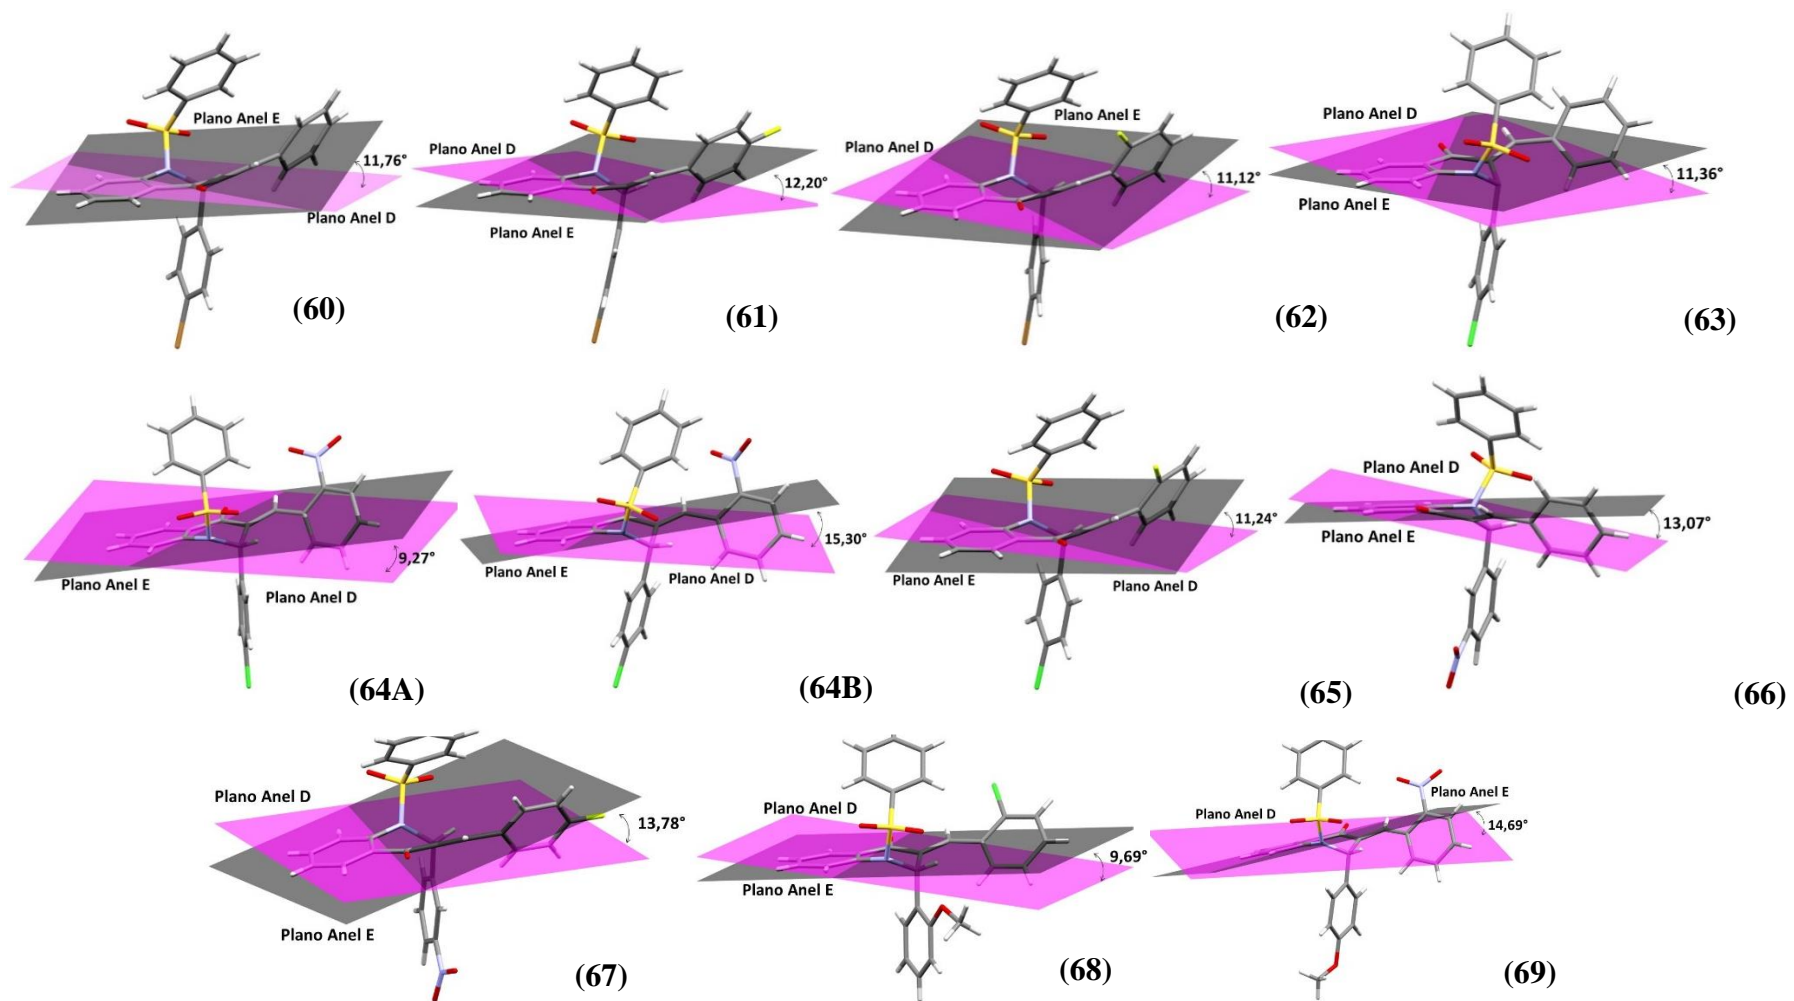 Plano Anel E
11,76°
Plano Anel D
(60)
Plano Anel D
12,20°
Plano Anel E
(61)
Plano Anel E
Plano Anel D
11,12°
(62)
Plano Anel D
11,36°
Plano Anel E
(63)
9,27°
Plano Anel E
Plano Anel D
(64A)
15,30°
Plano Anel E
Plano Anel D
(64B)
11,24°
Plano Anel E
Plano Anel D
(65)
Plano Anel D
13,07°
Plano Anel E
(66)
Plano Anel D
13,78°
Plano Anel E
(67)
Plano Anel D
9,69°
Plano Anel E
(68)
Plano Anel E
Plano Anel D
14,69°
(69)